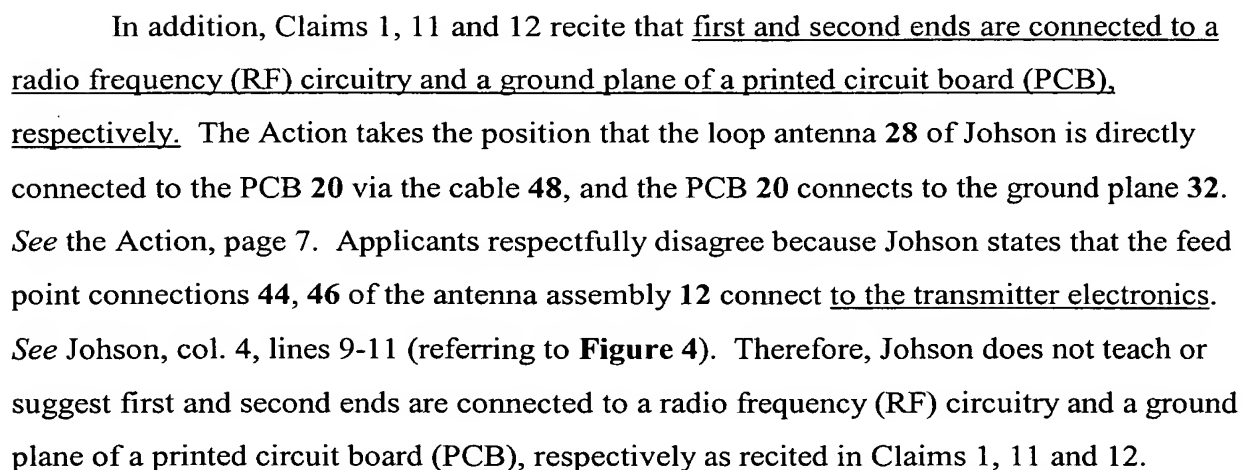 In addition, Claims 1, 11 and 12 recite that first and second ends are connected to a
radio frequency (RF) circuitry and a ground plane of a printed circuit board (PCB),
respectively. The Action takes the position that the loop antenna 28 of Johson is directly
connected to the PCB 20 via the cable 48, and the PCB 20 connects to the ground plane 32.
See the Action, page 7. Applicants respectfully disagree because Johson states that the feed
point connections 44, 46 of the antenna assembly 12 connect to the transmitter electronics.
See Johson, col. 4, lines 9-11 (referring to Figure 4). Therefore, Johson does not teach or
suggest first and second ends are connected to a radio frequency (RF) circuitry and a ground
plane of a printed circuit board (PCB), respectively as recited in Claims 1, 11 and 12.